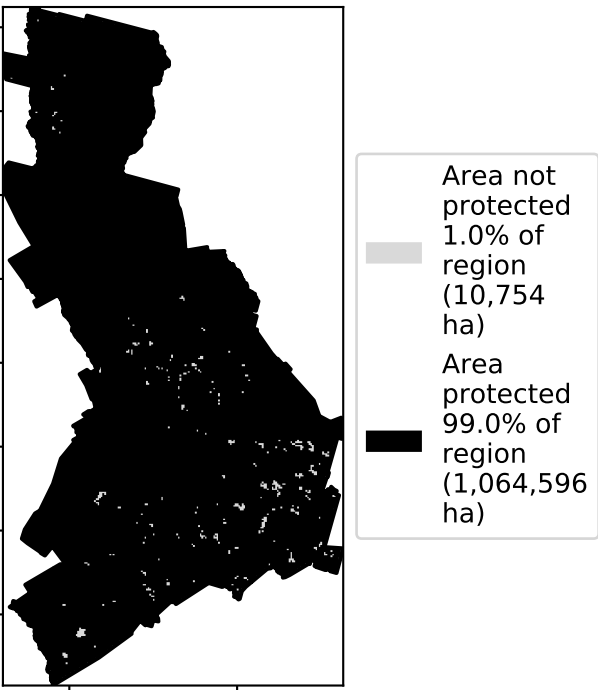 Area not
protected
1.0% of
region
(10,754
ha)
Area
protected
99.0% of
region
(1,064,596
ha)